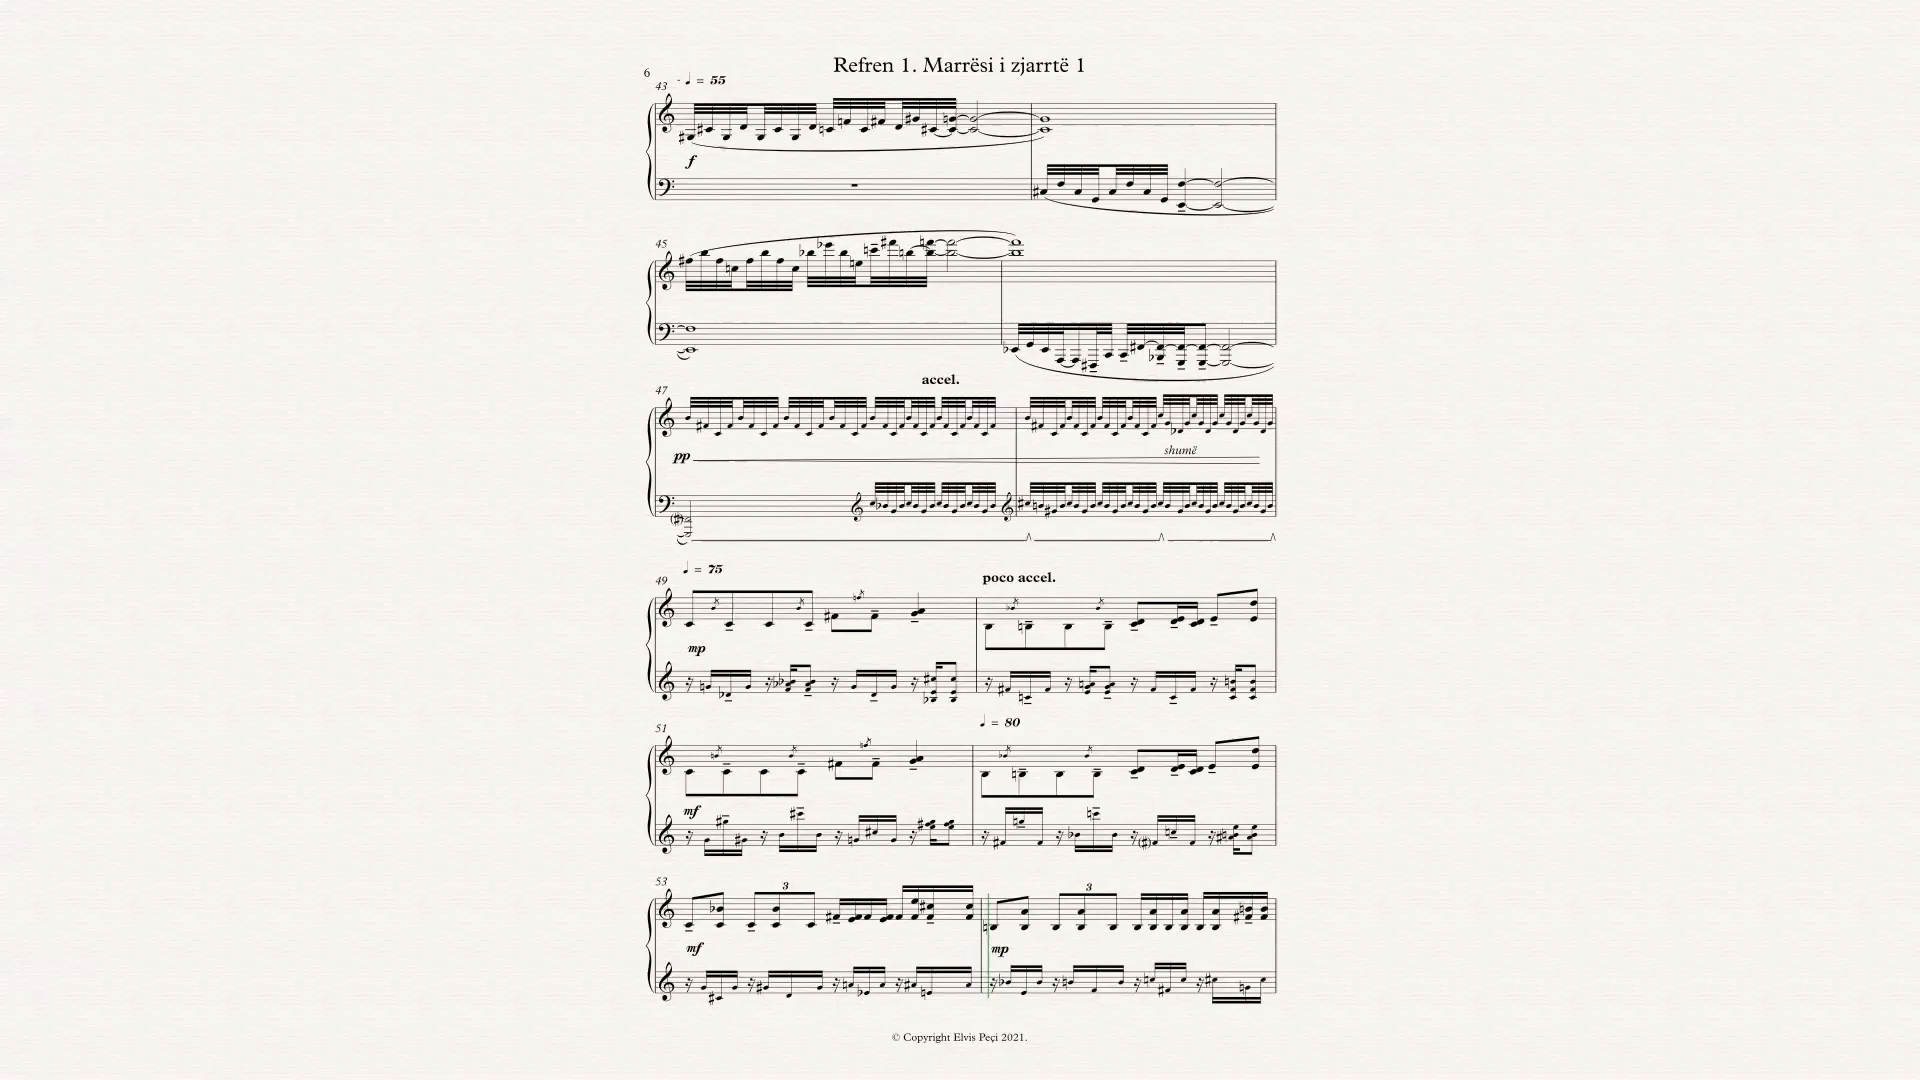 Refren 1. Marrësi i zjarrtë 1
6
- ♩ = 55
43
f
45
accel.
47
pp
shumë
♩ = 75
poco accel.
49
mp
♩ = 80
51
mf
53
3
3
mf
mp
© Copyright Elvis Peçi 2021.